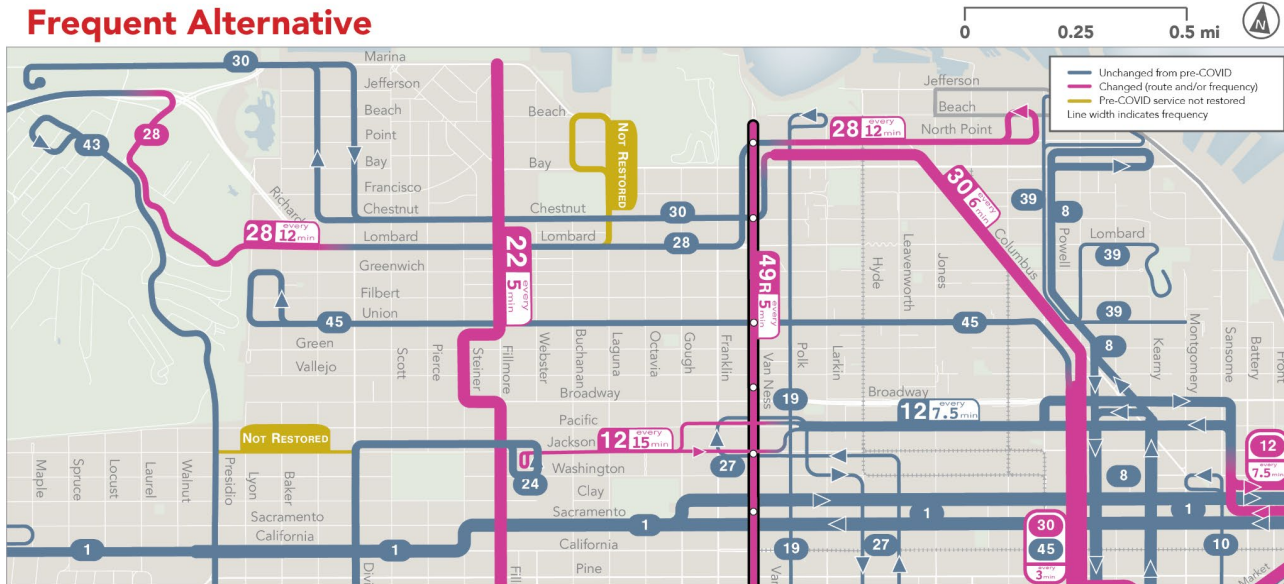 Frequent Alternative
0 0.25 0.5 mi
N
Unchanged from pre-COVID
Changed (route and/or frequency)
Pre-COVID service not restored
Line width indicates frequency
Marina
30
Jefferson
Jefferson
Beach
Beach
Beach
28
43
Point
28 every 12 min
North Point
Bay
Bay
NOT RESTORED
Francisco
Richard
30 every 6 min
39
8
Chestnut
Chestnut
30
28 every 12 min
Lombard
Lombard
28
Columbus
Powell
Lombard
39
22 every 5 min
49R every 5 min
Greenwich
Hyde
Leavenworth
Jones
Filbert
Union
45
45
39
Green
Vallejo
Scott
Pierce
Steiner
Fillmore
Webster
Buchanan
Laguna
Octavia
Gough
Franklin
Van Ness
Polk
Larkin
8
Kearny
Montgomery
Sansome
Battery
Front
Broadway
Broadway
19
12 7.5 every min
Pacific
NOT RESTORED
Jackson
12 every 15 min
12
7.5 min
Washington
27
24
8
Maple
Spruce
Locust
Laurel
Walnut
Presidio
Lyon
Baker
Clay
Sacramento
Sacramento
1
1
1
California
California
30
45
every 3 min
1
1
19
27
10
Pine
Divi
Fill
Van
Market